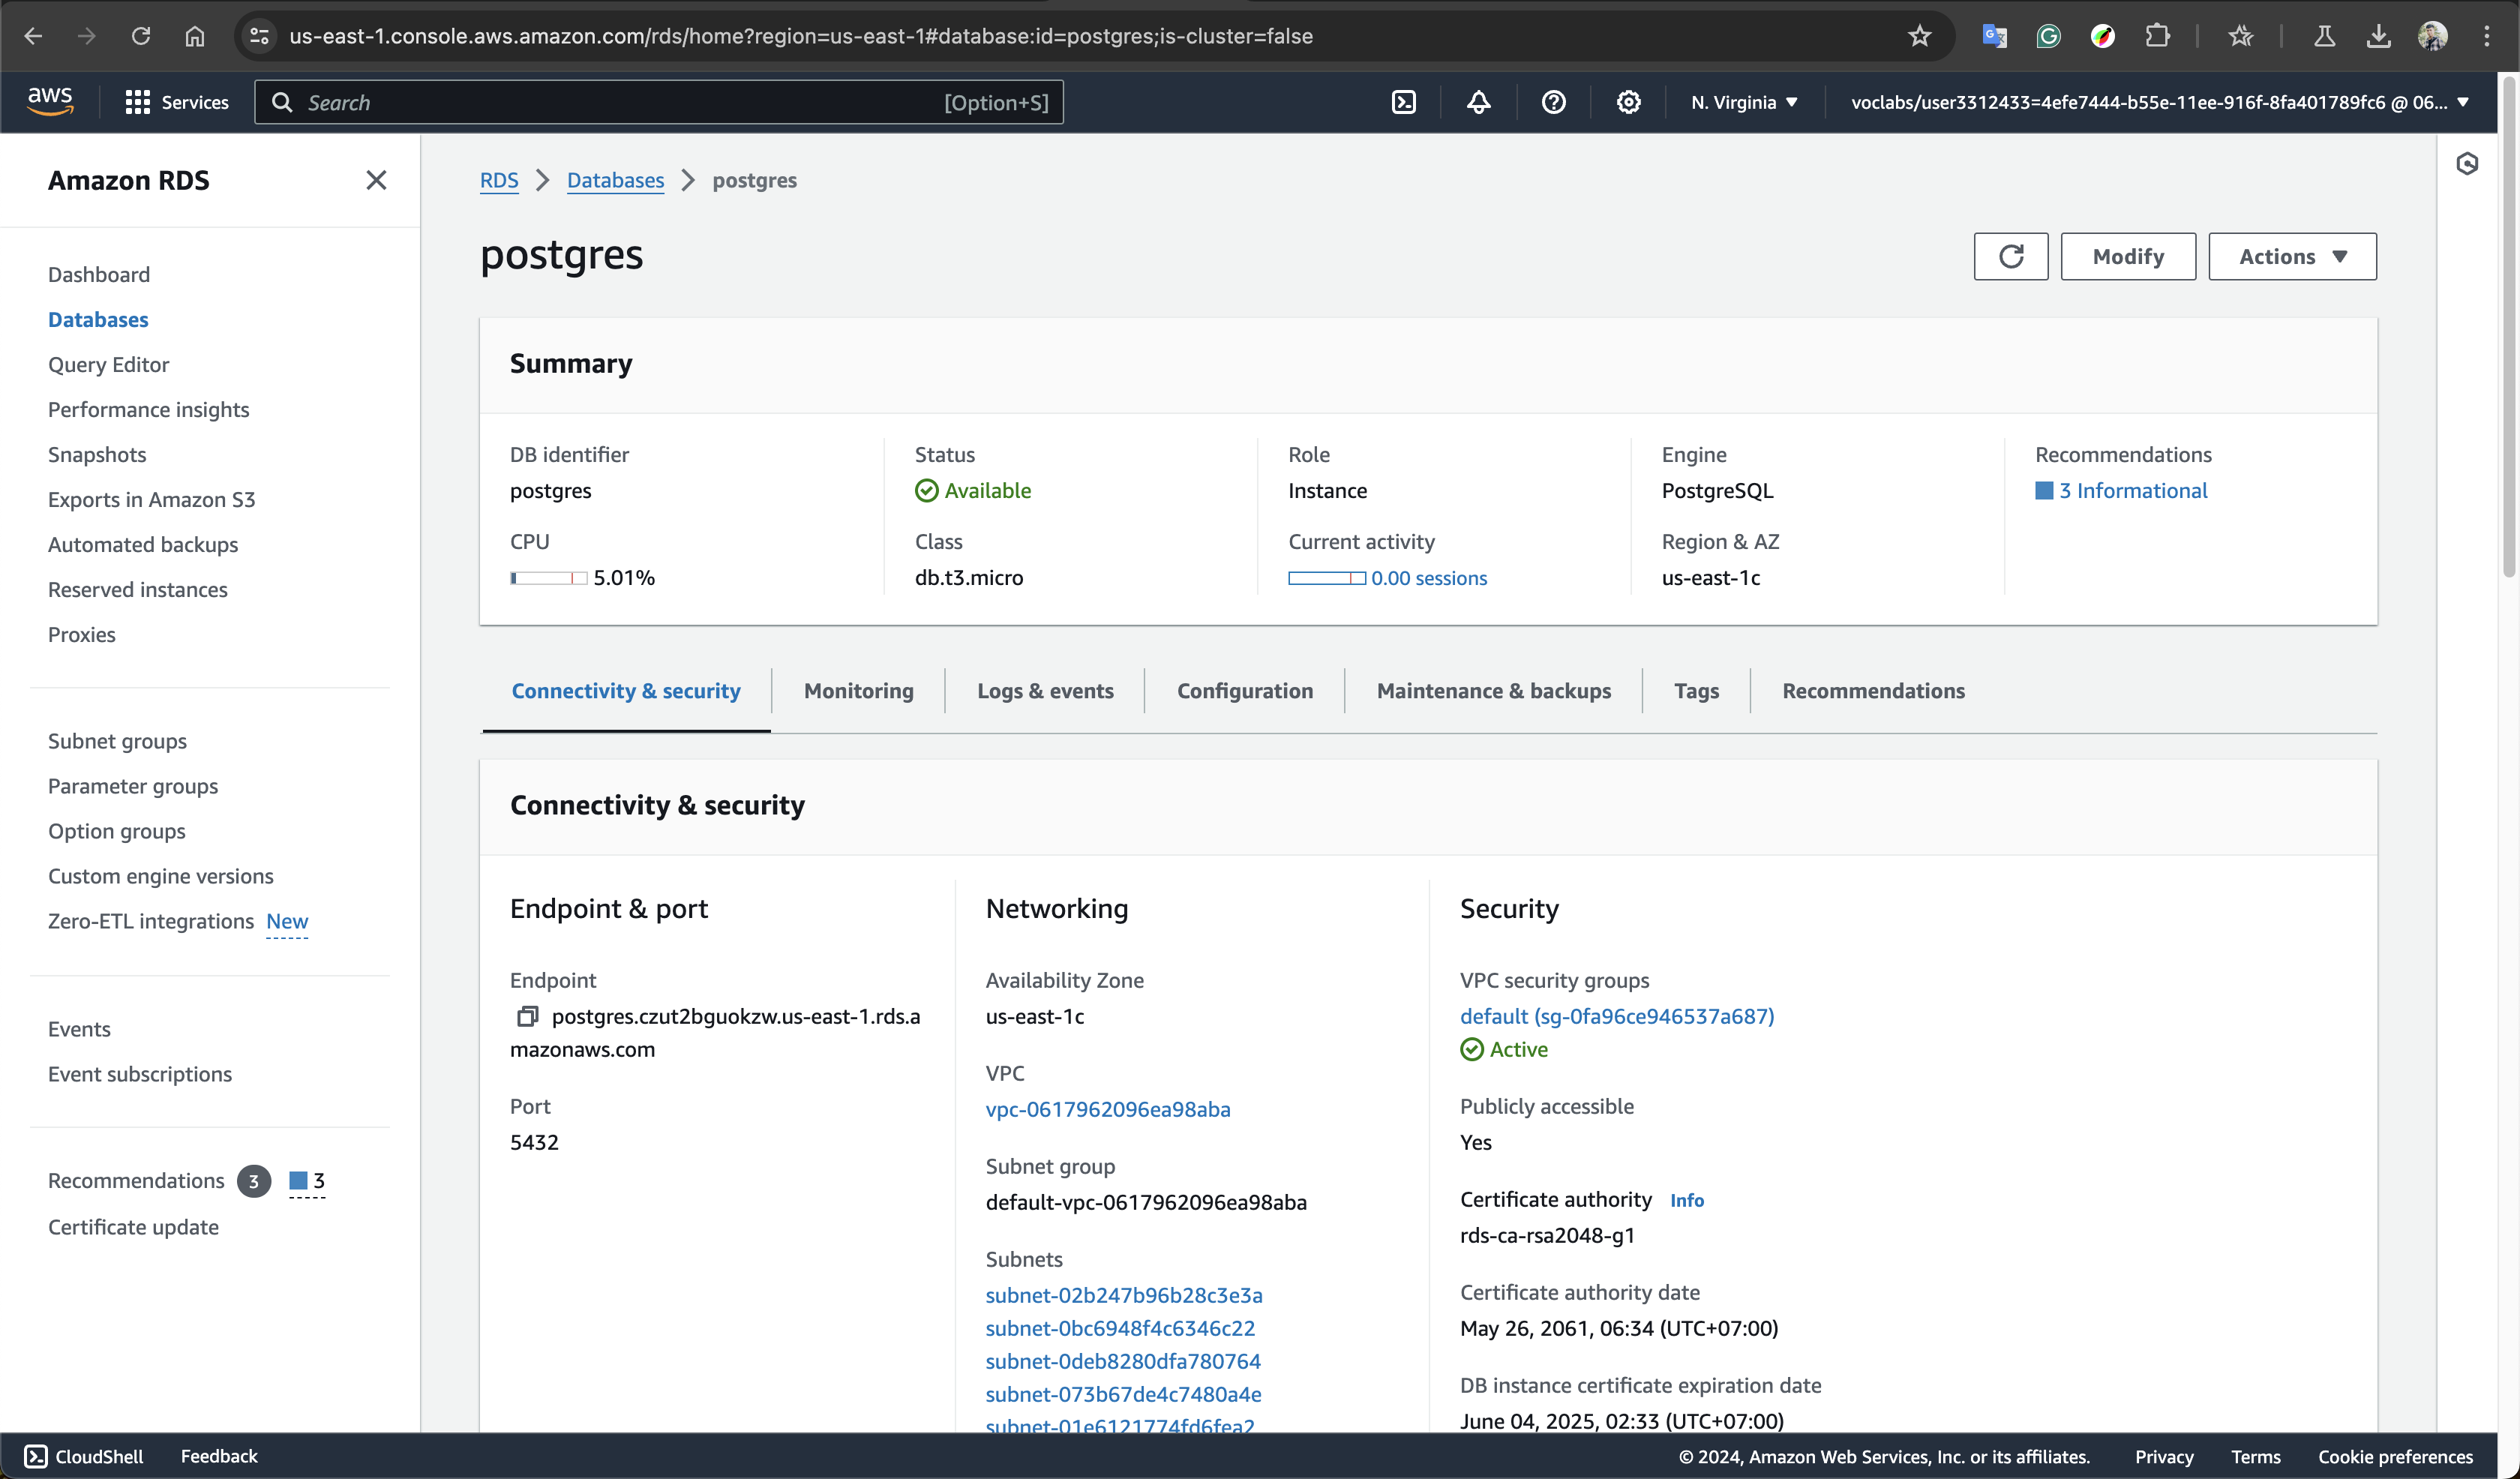 us-east-1.console.aws.amazon.com/rds/home?region=us-east-1#database:id=postgres;is-cluster=false
aws
Services
Search
[Option+S]
N. Virginia
voclabs/user3312433=4efe7444-b55e-11ee-916f-8fa401789fc6 @ 06...
Amazon RDS
Dashboard
Databases
Query Editor
Performance insights
Snapshots
Exports in Amazon S3
Automated backups
Reserved instances
Proxies
Subnet groups
Parameter groups
Option groups
Custom engine versions
Zero-ETL integrations New
Events
Event subscriptions
Recommendations 3 3
Certificate update
RDS
Databases
postgres
postgres
Modify
Actions
Summary
DB identifier
postgres
CPU
5.01%
Status
Available
Class
db.t3.micro
Role
Instance
Current activity
0.00 sessions
Engine
PostgreSQL
Region & AZ
us-east-1c
Recommendations
3 Informational
Connectivity & security
Monitoring
Logs & events
Configuration
Maintenance & backups
Tags
Recommendations
Connectivity & security
Endpoint & port
Endpoint
postgres.czut2bguokzw.us-east-1.rds.a
mazonaws.com
Port
5432
Networking
Availability Zone
us-east-1c
VPC
vpc-0617962096ea98aba
Subnet group
default-vpc-0617962096ea98aba
Subnets
subnet-02b247b96b28c3e3a
subnet-0bc6948f4c6346c22
subnet-0deb8280dfa780764
subnet-073b67de4c7480a4e
subnet-01e6121774fd6fea2
Security
VPC security groups
default (sg-0fa96ce946537a687)
Active
Publicly accessible
Yes
Certificate authority Info
rds-ca-rsa2048-g1
Certificate authority date
May 26, 2061, 06:34 (UTC+07:00)
DB instance certificate expiration date
June 04, 2025, 02:33 (UTC+07:00)
CloudShell
Feedback
© 2024, Amazon Web Services, Inc. or its affiliates.
Privacy
Terms
Cookie preferences